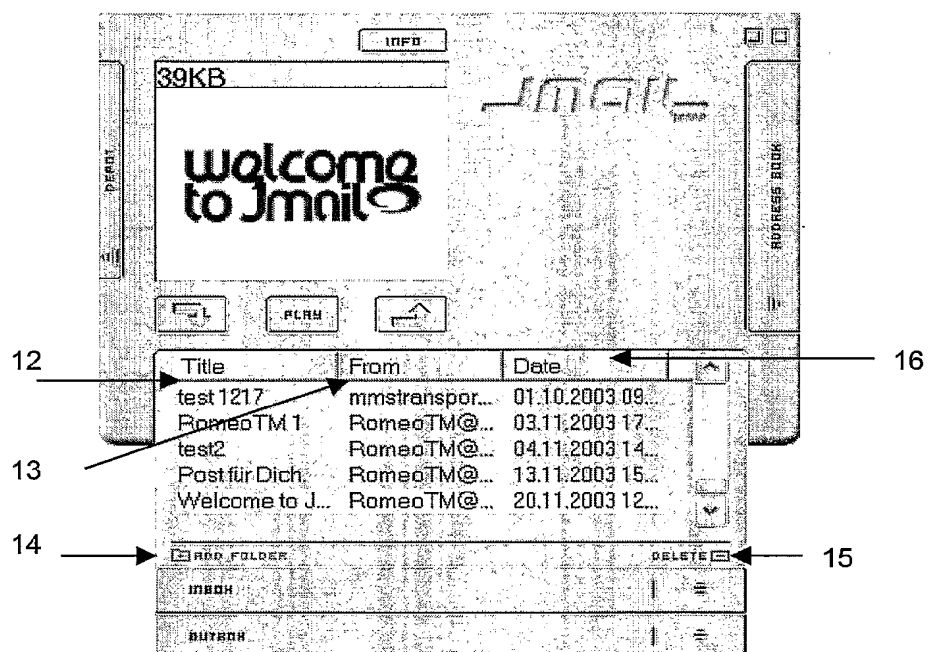 INFO
39KB
JMAIL
welcome
to Jmail
DEPOT
ADDRESS BOOK
PLAY
12
16
Title From Date
test 1217 mmstranspor... 01.10.2003 09...
RomeoTM 1 RomeoTM@... 03.11.2003 17...
test2 RomeoTM@... 04.11.2003 14...
13
Post für Dich. RomeoTM@... 13.11.2003 15...
Welcome to J... RomeoTM@... 20.11.2003 12...
14
ADD FOLDER DELETE
15
INBOX
OUTBOX